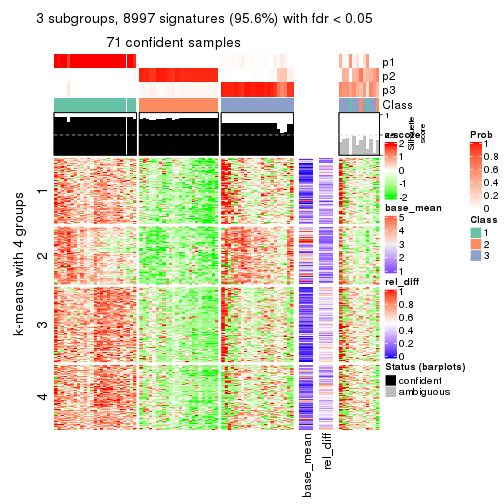 3 subgroups, 8997 signatures (95.6%) with fdr < 0.05
71 confident samples
p1
p2
p3
Class
1
Silhouette
score
z-score
2
1
0
-1
-2
Prob
1
0.8
0.6
0.4
0.2
0
base_mean
5
4
3
2
1
Class
1
2
3
rel_diff
1
0.8
0.6
0.4
0.2
0
Status (barplots)
confident
ambiguous
k-means with 4 groups
1
2
3
4
base_mean
rel_diff